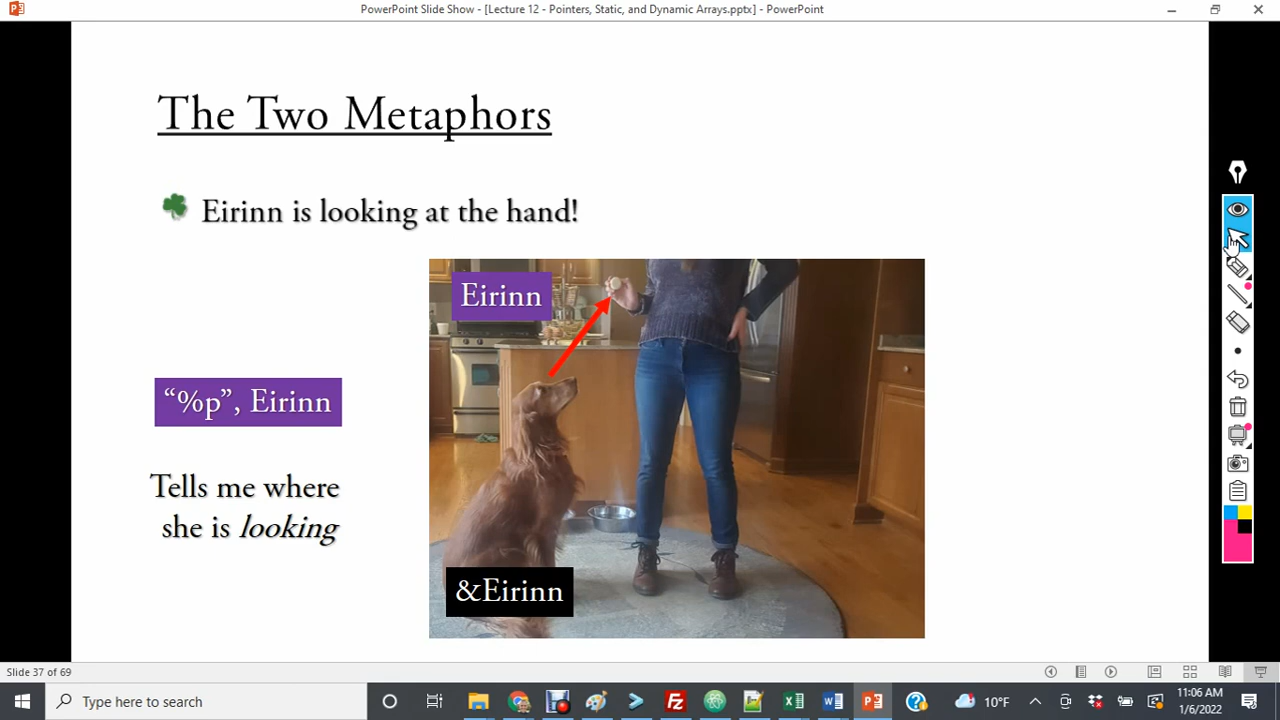 PowerPoint Slide Show - [Lecture 12 - Pointers, Static, and Dynamic Arrays.pptx] - PowerPoint
The Two Metaphors
Eirinn is looking at the hand!
Eirinn
“%p”, Eirinn
Tells me where
she is looking
&Eirinn
Slide 37 of 69
Type here to search
10°F
11:06 AM
1/6/2022